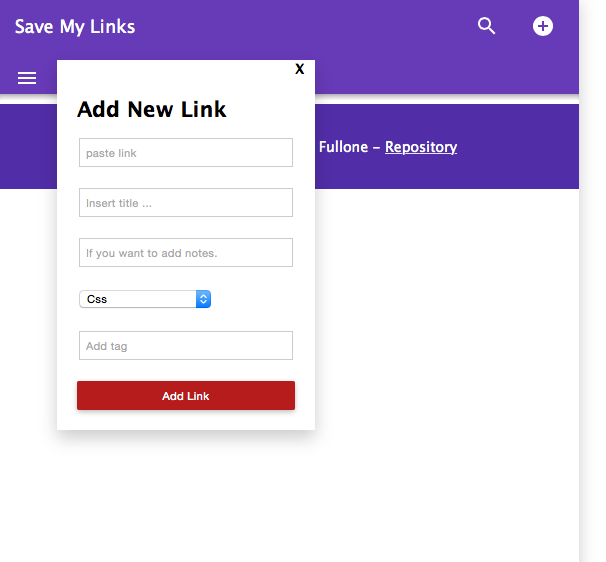 Save My Links
X
Add New Link
paste link
Fullone – Repository
Insert title ...
If you want to add notes.
Css
Add tag
Add Link